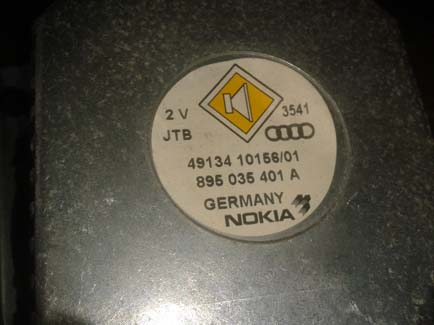 2 V 3541
JTB
49134 10156/01
895 035 401 A
GERMANY
NOKIA